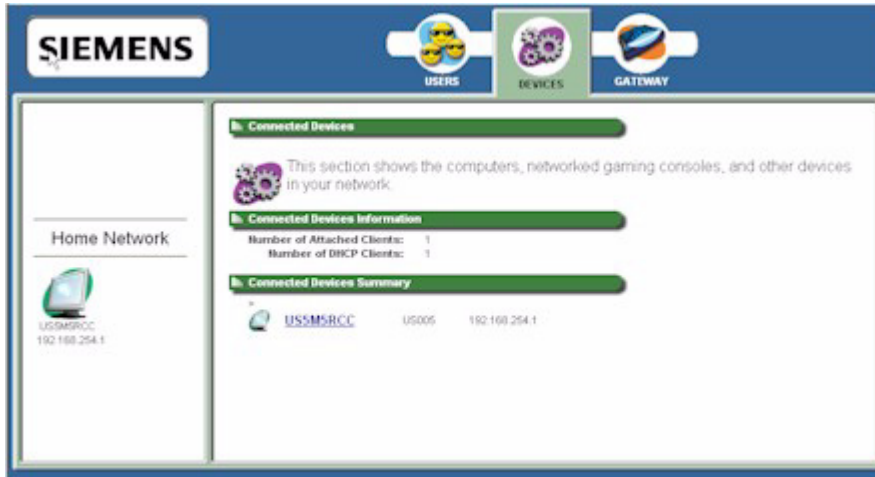 SIEMENS
USERS
DEVICES
GATEWAY
Connected Devices
This section shows the computers, networked gaming consoles, and other devices
in your network.
Connected Devices Information
Home Network
Number of Attached Clients: 1
Number of DHCP Clients: 1
Connected Devices Summary
US5M5RCC US005 192.168.254.1
US5M5RCC
192.168.254.1